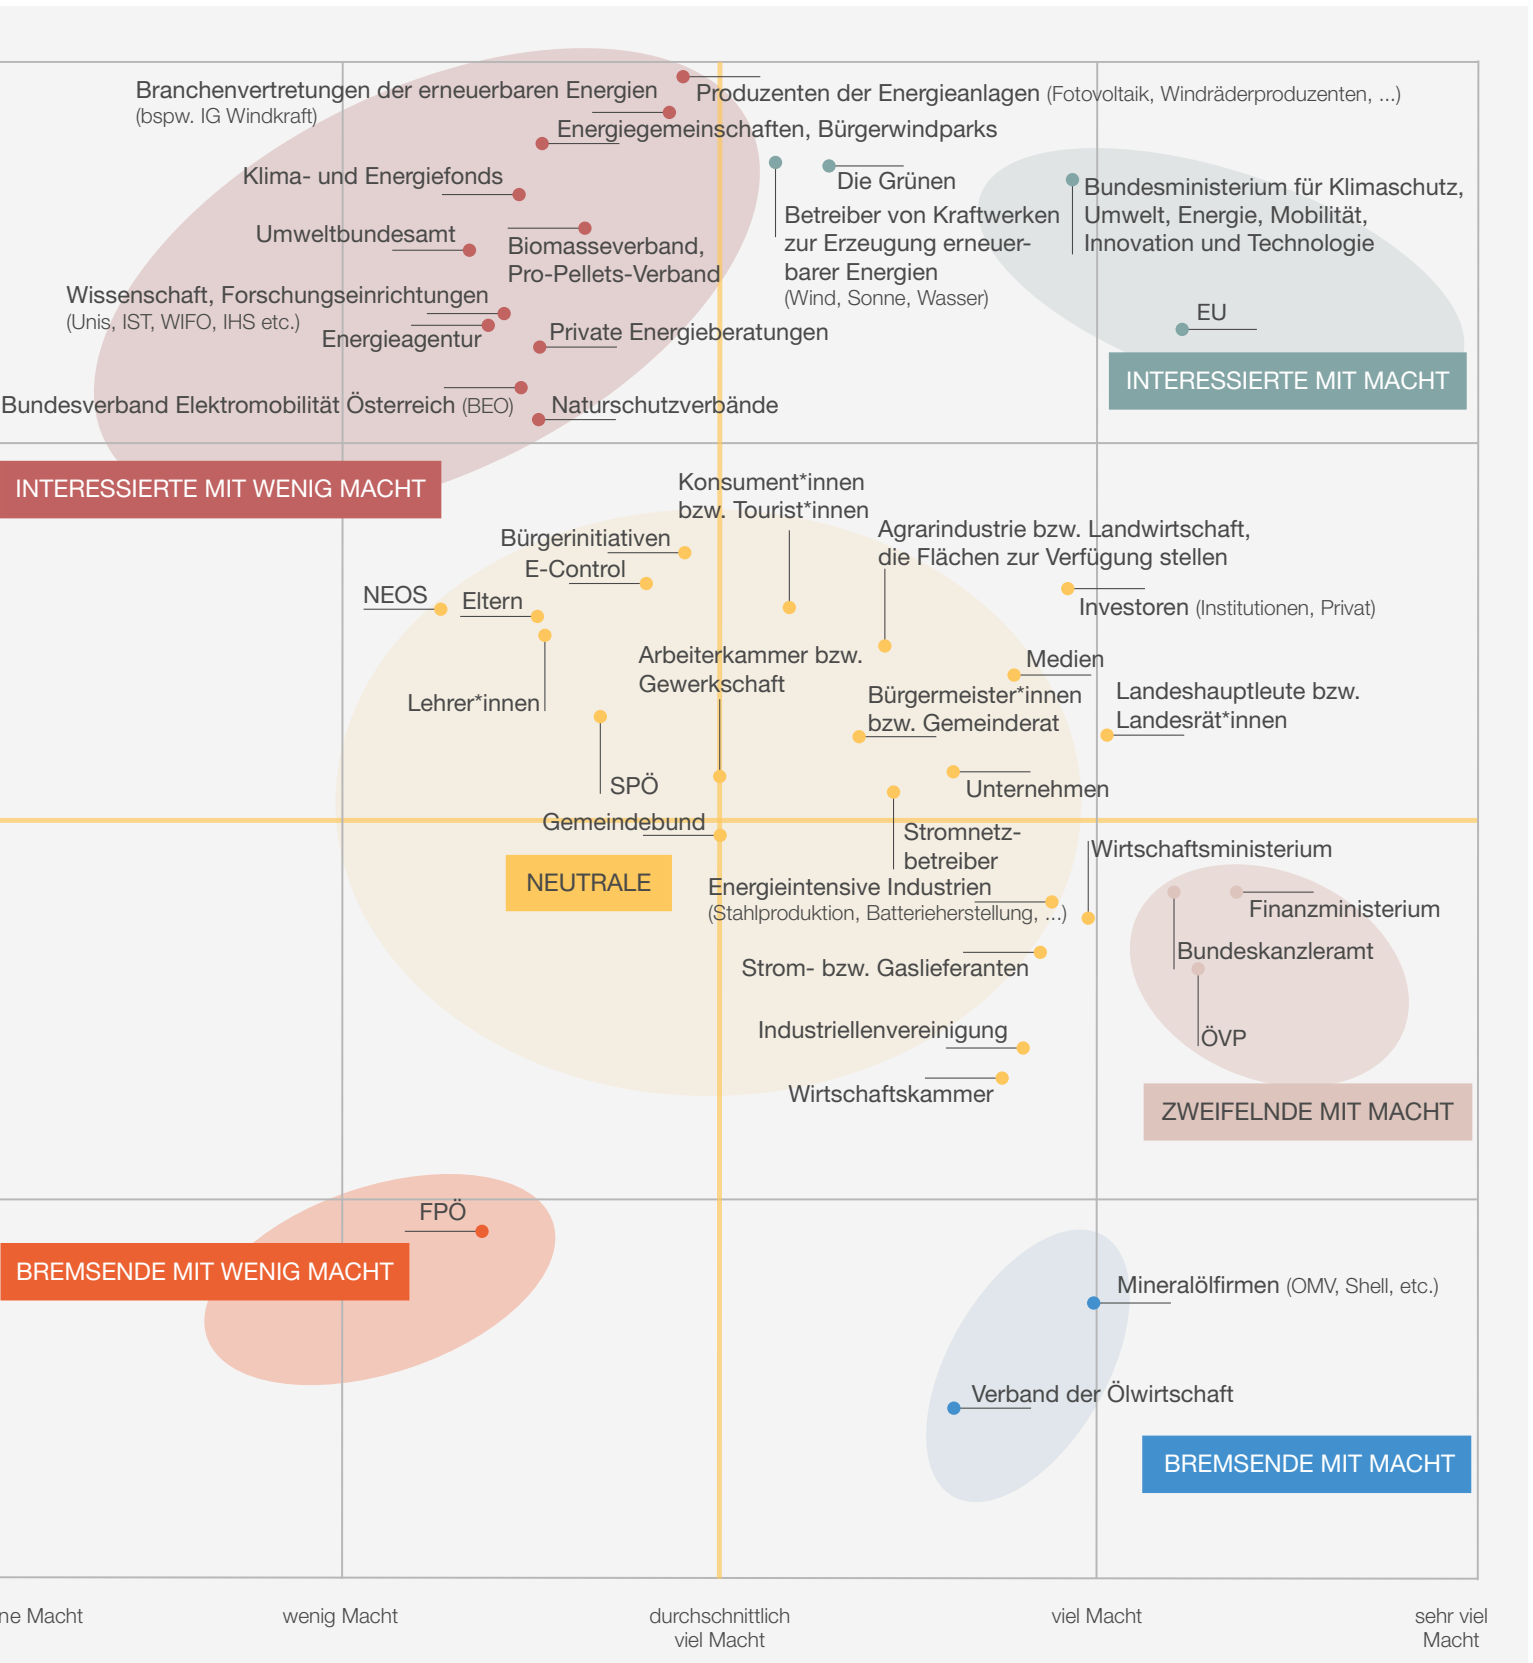 Branchenvertretungen der erneuerbaren Energien
(bspw. IG Windkraft)
Produzenten der Energieanlagen (Fotovoltaik, Windräderproduzenten, ...)
Energiegemeinschaften, Bürgerwindparks
Klima- und Energiefonds
Die Grünen
Bundesministerium für Klimaschutz,
Umwelt, Energie, Mobilität,
Innovation und Technologie
Betreiber von Kraftwerken
zur Erzeugung erneuer-
barer Energien
(Wind, Sonne, Wasser)
Umweltbundesamt
Biomasseverband,
Pro-Pellets-Verband
Wissenschaft, Forschungseinrichtungen
(Unis, IST, WIFO, IHS etc.)
Energieagentur
Private Energieberatungen
EU
INTERESSIERTE MIT MACHT
Bundesverband Elektromobilität Österreich (BEO)
Naturschutzverbände
INTERESSIERTE MIT WENIG MACHT
Konsument*innen
bzw. Tourist*innen
Bürgerinitiativen
E-Control
Agrarindustrie bzw. Landwirtschaft,
die Flächen zur Verfügung stellen
NEOS
Eltern
Investoren (Institutionen, Privat)
Arbeiterkammer bzw.
Gewerkschaft
Medien
Lehrer*innen
Bürgermeister*innen
bzw. Gemeinderat
Landeshauptleute bzw.
Landesrät*innen
SPÖ
Unternehmen
Gemeindebund
Stromnetz-
betreiber
Wirtschaftsministerium
NEUTRALE
Energieintensive Industrien
(Stahlproduktion, Batterieherstellung, ...)
Finanzministerium
Bundeskanzleramt
Strom- bzw. Gaslieferanten
Industriellenvereinigung
ÖVP
Wirtschaftskammer
ZWEIFELNDE MIT MACHT
FPÖ
BREMSENDE MIT WENIG MACHT
Mineralölfirmen (OMV, Shell, etc.)
Verband der Ölwirtschaft
BREMSENDE MIT MACHT
ne Macht
wenig Macht
durchschnittlich
viel Macht
viel Macht
sehr viel
Macht